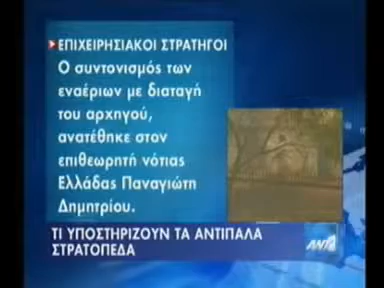 ΕΠΙΧΕΙΡΗΣΙΑΚΟΙ ΣΤΡΑΤΗΓΟΙ
Ο συντονισμός των
εναέριων με διαταγή
του αρχηγού,
ανατέθηκε στον
επιθεωρητή νότιας
Ελλάδας Παναγιώτη
Δημητρίου.
ΤΙ ΥΠΟΣΤΗΡΙΖΟΥΝ ΤΑ ΑΝΤΙΠΑΛΑ
ΣΤΡΑΤΟΠΕΔΑ
ΑΝΤ1